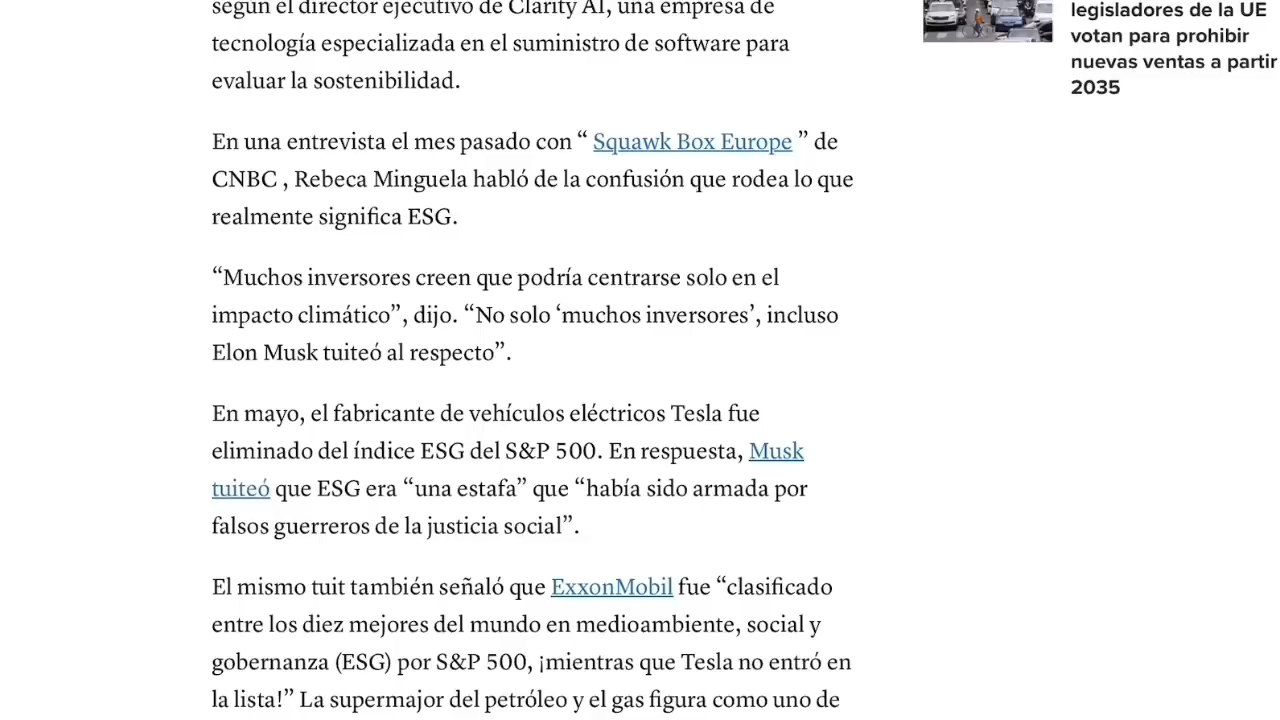 según el director ejecutivo de Clarity AI, una empresa de
tecnología especializada en el suministro de software para
evaluar la sostenibilidad.
En una entrevista el mes pasado con “ Squawk Box Europe ” de
CNBC , Rebeca Minguela habló de la confusión que rodea lo que
realmente significa ESG.
“Muchos inversores creen que podría centrarse solo en el
impacto climático”, dijo. “No solo ‘muchos inversores’, incluso
Elon Musk tuiteó al respecto”.
En mayo, el fabricante de vehículos eléctricos Tesla fue
eliminado del índice ESG del S&P 500. En respuesta, Musk
tuiteó que ESG era “una estafa” que “había sido armada por
falsos guerreros de la justicia social”.
El mismo tuit también señaló que ExxonMobil fue “clasificado
entre los diez mejores del mundo en medioambiente, social y
gobernanza (ESG) por S&P 500, ¡mientras que Tesla no entró en
la lista!” La supermajor del petróleo y el gas figura como uno de
legisladores de la UE
votan para prohibir
nuevas ventas a partir
2035